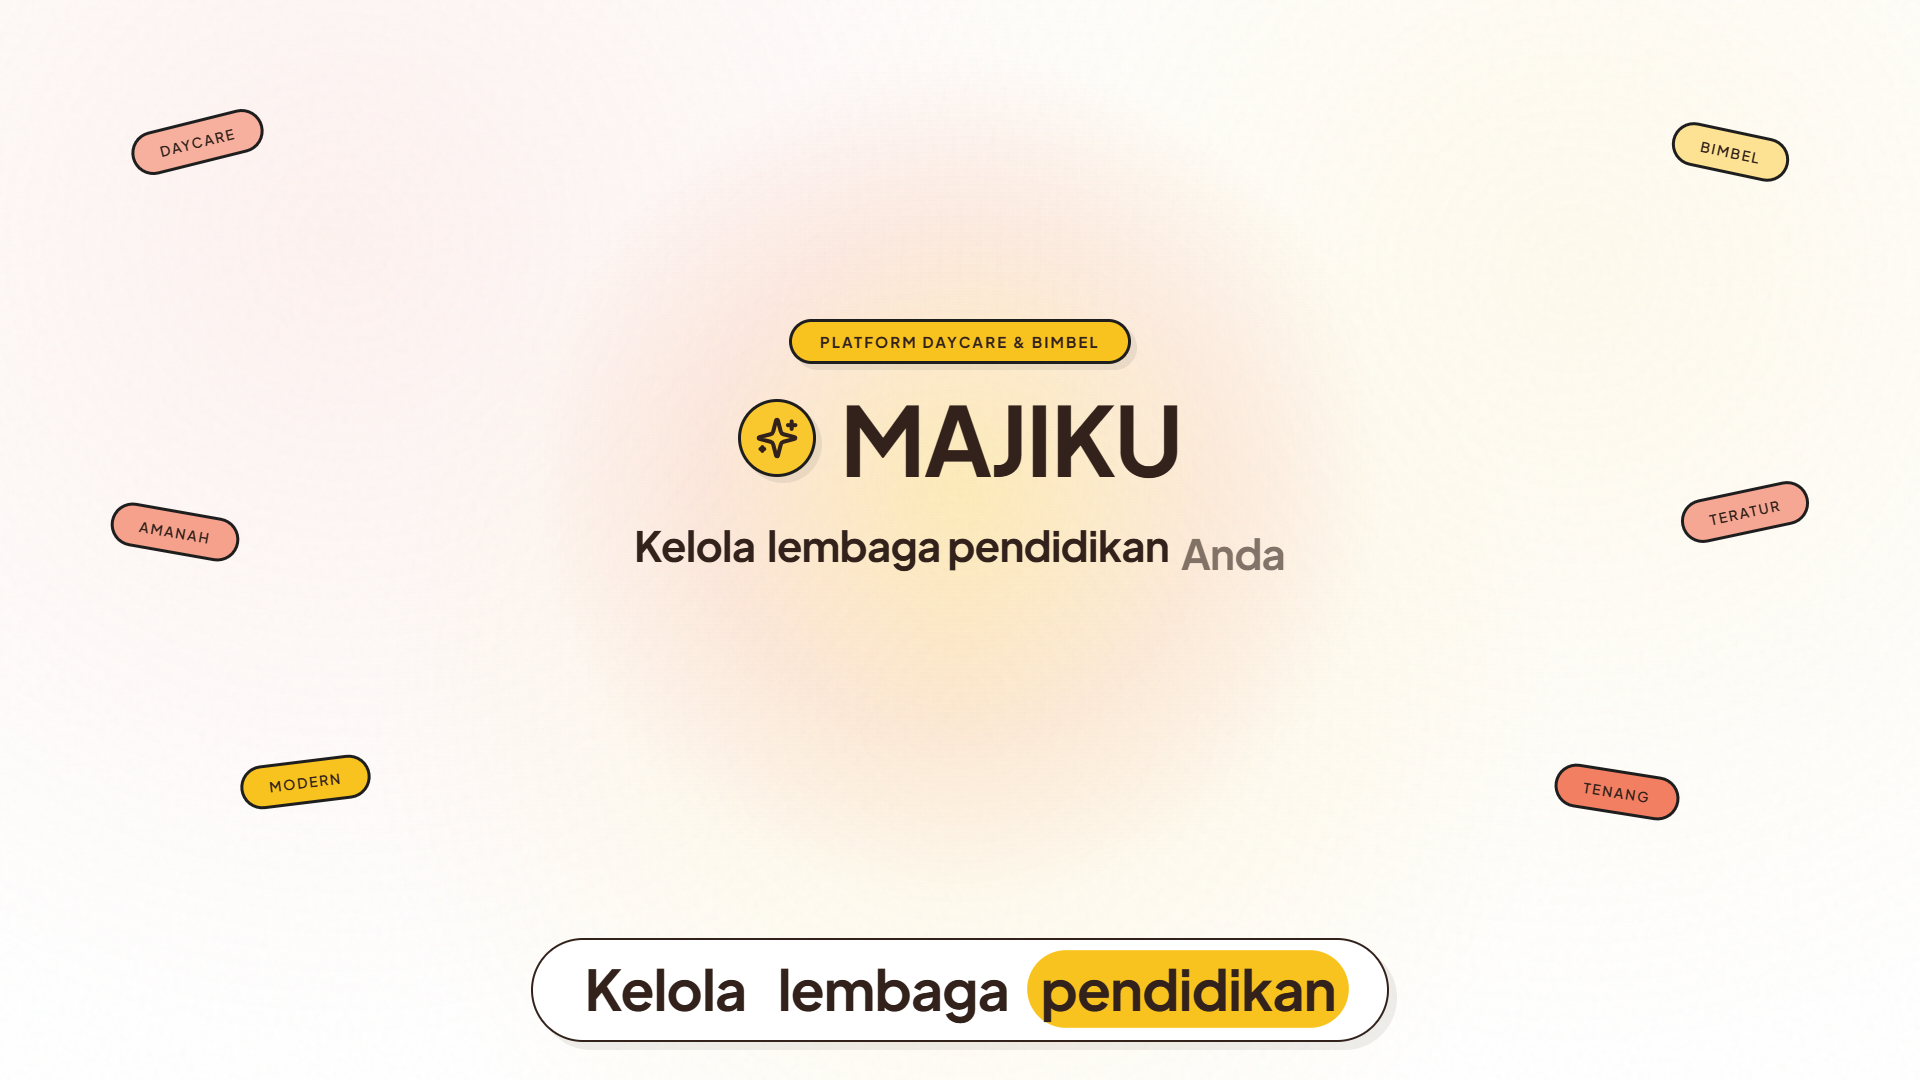 DAYCARE
BIMBEL
PLATFORM DAYCARE & BIMBEL
MAJIKU
Kelola lembaga pendidikan Anda
AMANAH
TERATUR
MODERN
TENANG
Kelola lembaga pendidikan